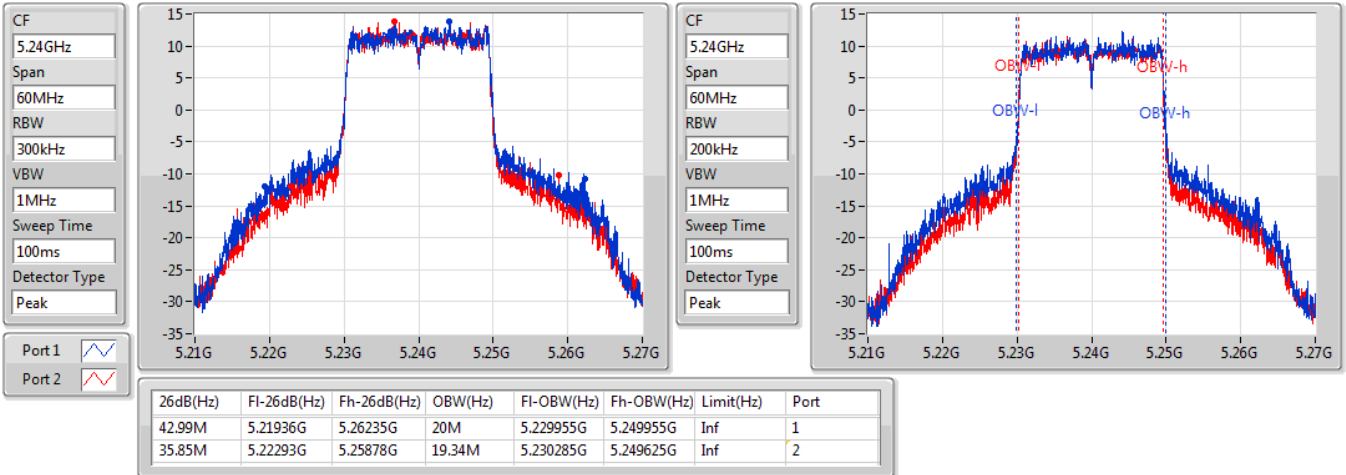 CF
5.24GHz
Span
60MHz
RBW
300kHz
VBW
1MHz
Sweep Time
100ms
Detector Type
Peak
Port 1
Port 2
15-
10-
5-
0-
-5-
-10-
-15-
-20-
-25-
-30-
-35-
5.21G 5.22G 5.23G 5.24G 5.25G 5.26G 5.27G
CF
5.24GHz
Span
60MHz
RBW
200kHz
VBW
1MHz
Sweep Time
100ms
Detector Type
Peak
15-
10-
5-
0-
-5-
-10-
-15-
-20-
-25-
-30-
-35-
OBW-l OBW-h
OBW-l OBW-h
5.21G 5.22G 5.23G 5.24G 5.25G 5.26G 5.27G
26dB(Hz) Fl-26dB(Hz) Fh-26dB(Hz) OBW(Hz) Fl-OBW(Hz) Fh-OBW(Hz) Limit(Hz) Port
42.99M 5.21936G 5.26235G 20M 5.229955G 5.249955G Inf 1
35.85M 5.22293G 5.25878G 19.34M 5.230285G 5.249625G Inf 2